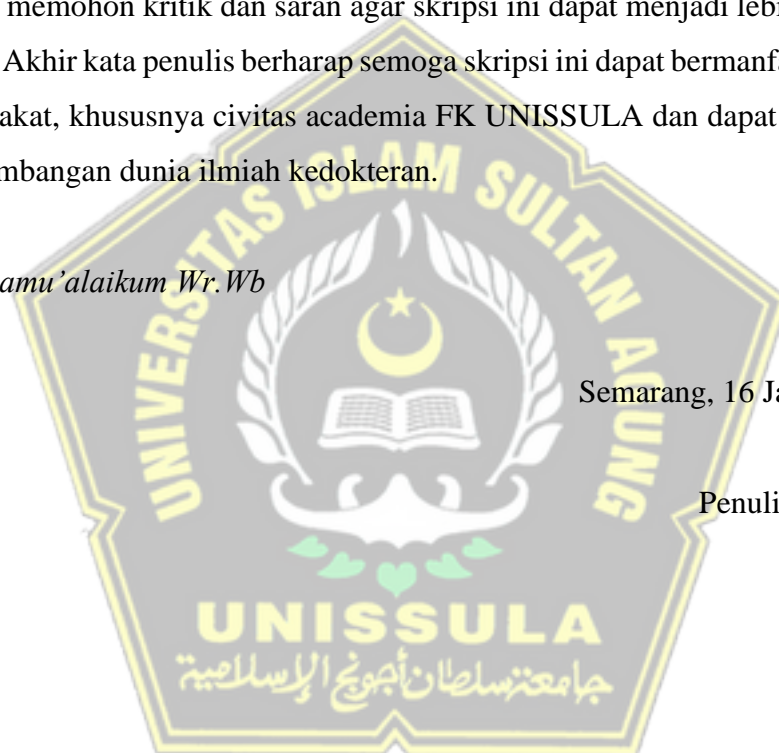 memohon kritik dan saran agar skripsi ini dapat menjadi
Akhir kata penulis berharap semoga skripsi ini dapat
akat, khususnya civitas academia FK UNISSULA dan dapat
mbangan dunia ilmiah kedokteran.
UNIVERSITAS ISLAM SULTAN AGUNG
amu’alaikum Wr.Wb
Semarang, 16 Ja
Penuli
UNISSULA
جامعة سلطان أجونج الإسلامية